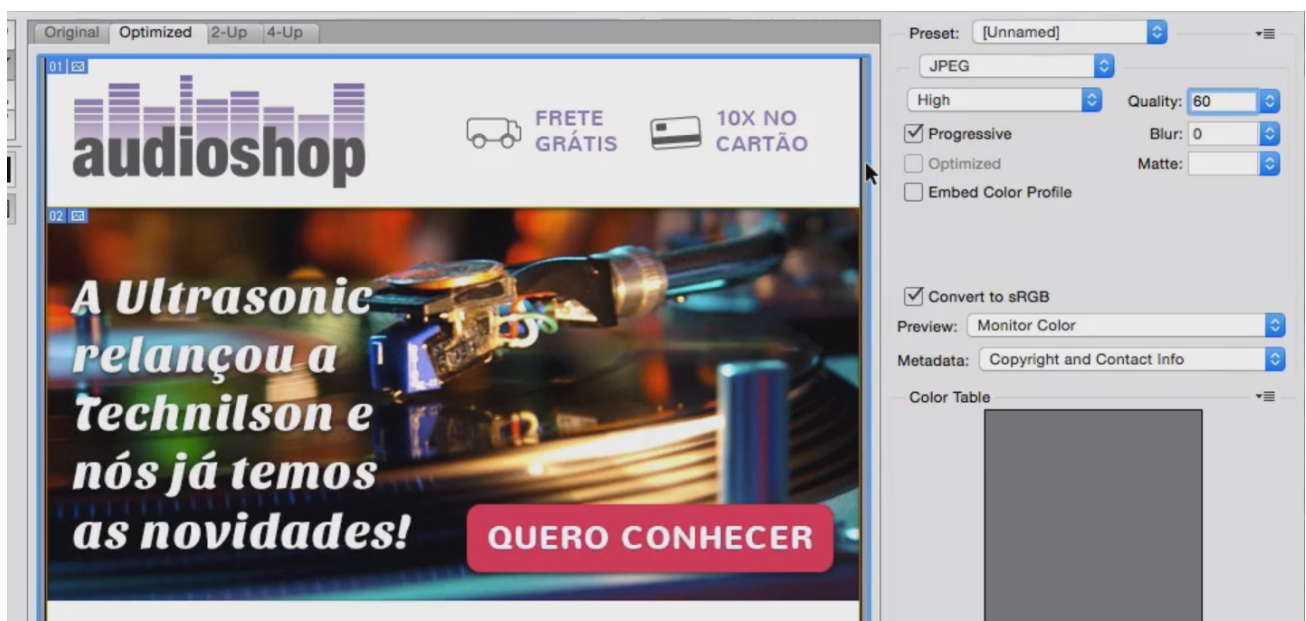 Original Optimized 2-Up 4-Up
01
audioshop
FRETE
GRÁTIS
10X NO
CARTÃO
02
A Ultrasonic
relançou a
Technilson e
nós já temos
as novidades!
QUERO CONHECER
Preset: [Unnamed]
JPEG
High Quality: 60
Progressive Blur: 0
Optimized Matte:
Embed Color Profile
Convert to sRGB
Preview: Monitor Color
Metadata: Copyright and Contact Info
Color Table